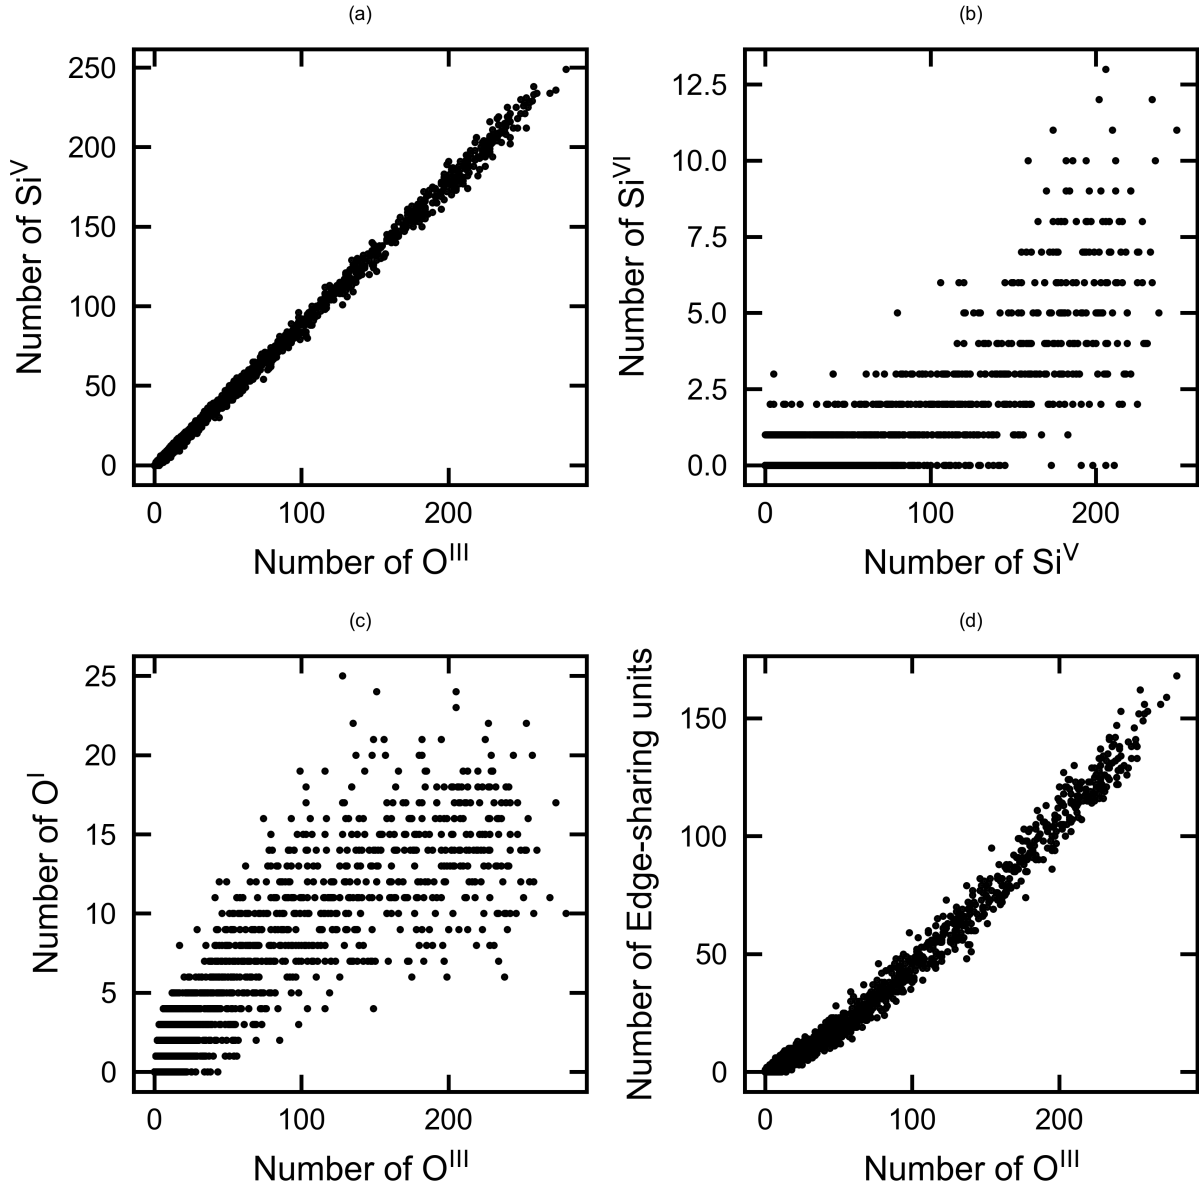 (a)
250
200
150
100
50
0
Number of Si^V
0 100 200
Number of O^III
(b)
12.5
10.0
7.5
5.0
2.5
0.0
Number of Si^VI
0 100 200
Number of Si^V
(c)
25
20
15
10
5
0
Number of O^I
0 100 200
Number of O^III
(d)
150
100
50
0
Number of Edge-sharing units
0 100 200
Number of O^III